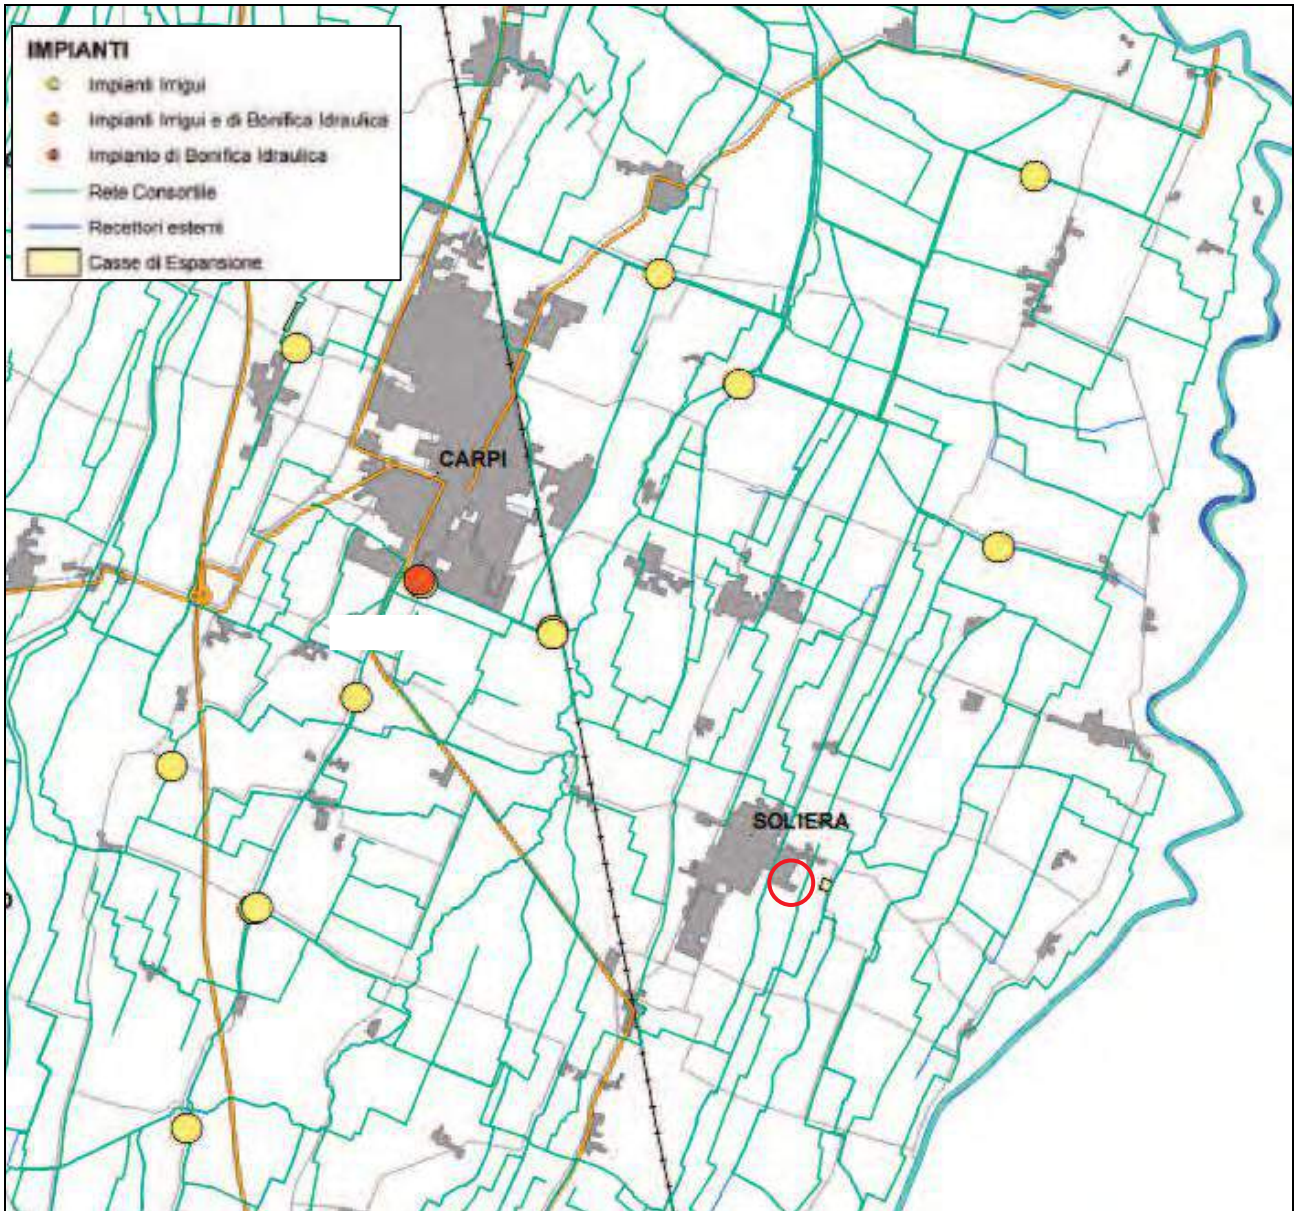 IMPIANTI
Impianti Irrigui
Impianti Irrigui e di Bonifica Idraulica
Impianto di Bonifica Idraulica
Rete Consortile
Recettori esterni
Casse di Espansione
CARPI
SOLIERA